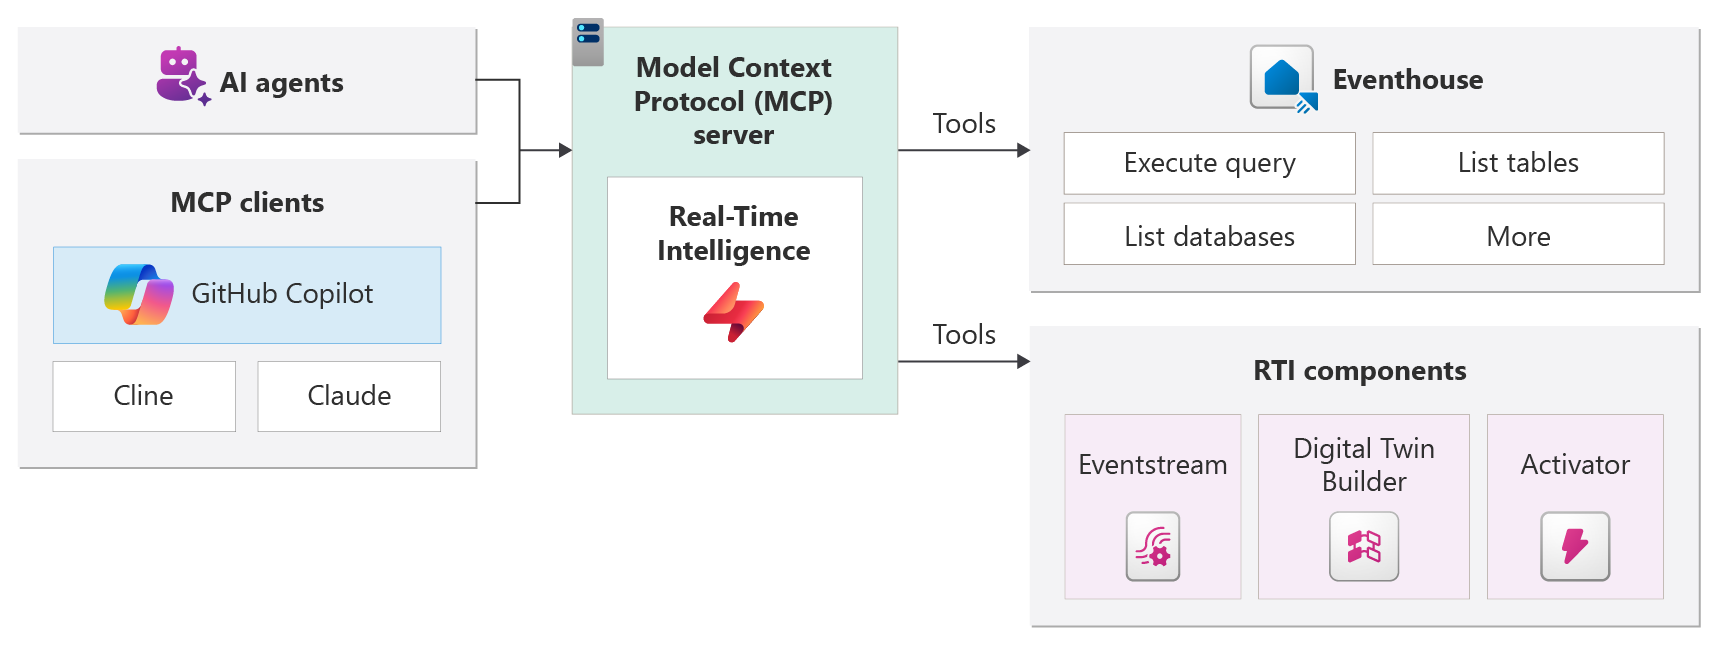 AI agents
MCP clients
GitHub Copilot
Cline
Claude
Model Context
Protocol (MCP)
server
Real-Time
Intelligence
Tools
Tools
Eventhouse
Execute query
List tables
List databases
More
RTI components
Eventstream
Digital Twin
Builder
Activator